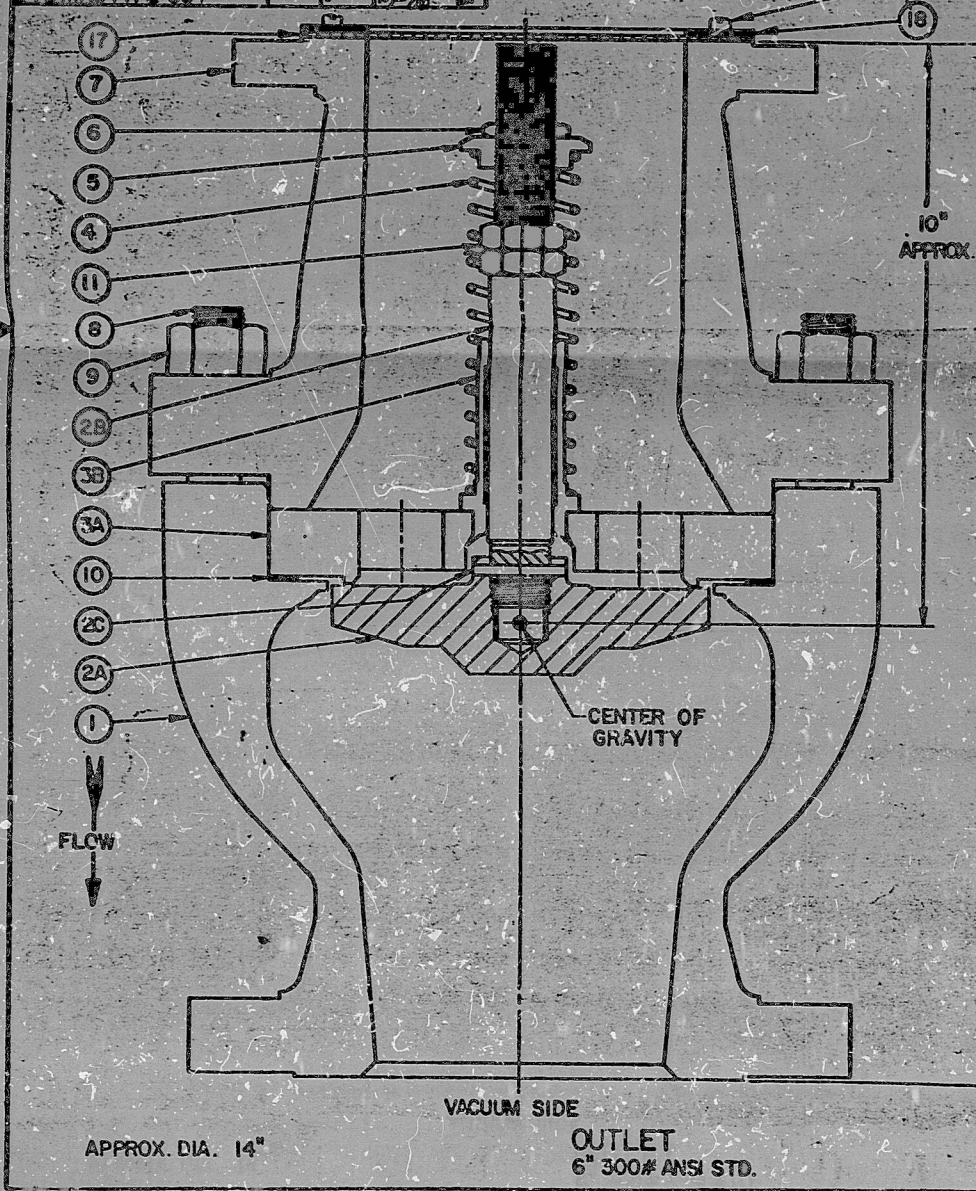 18
17
7
6
5
4
11
8
9
2B
3B
3A
10
2C
2A
1
10"
APPROX.
CENTER OF
GRAVITY
FLOW
VACUUM SIDE
APPROX. DIA. 14"
OUTLET
6" 300# ANSI STD.